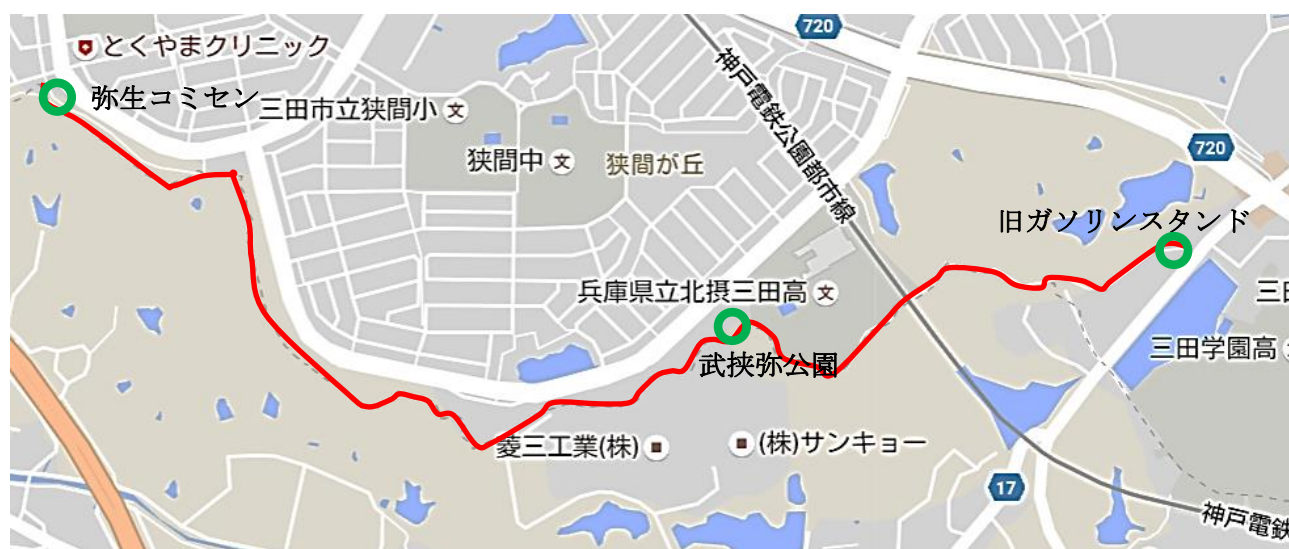 720
とくやまクリニック
弥生コミセン
三田市立狭間小 文
狭間中 文
狭間が丘
神戸電鉄公園都市線
720
旧ガソリンスタンド
兵庫県立北摂三田高 文
武挟弥公園
三田学園高
菱三工業(株)
(株)サンキョー
17
神戸電鉄